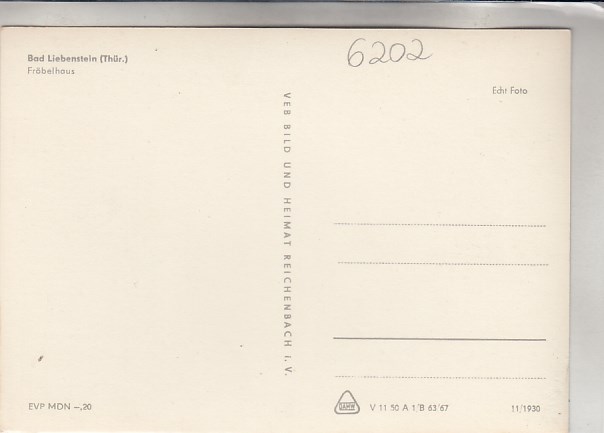 Bad Liebenstein (Thür.)
Fröbelhaus
6202
Echt Foto
VEB BILD UND HEIMAT REICHENBACH I. V.
EVP MDN –,20
DAMW
V 11 50 A 1/B 63/67
11/1930